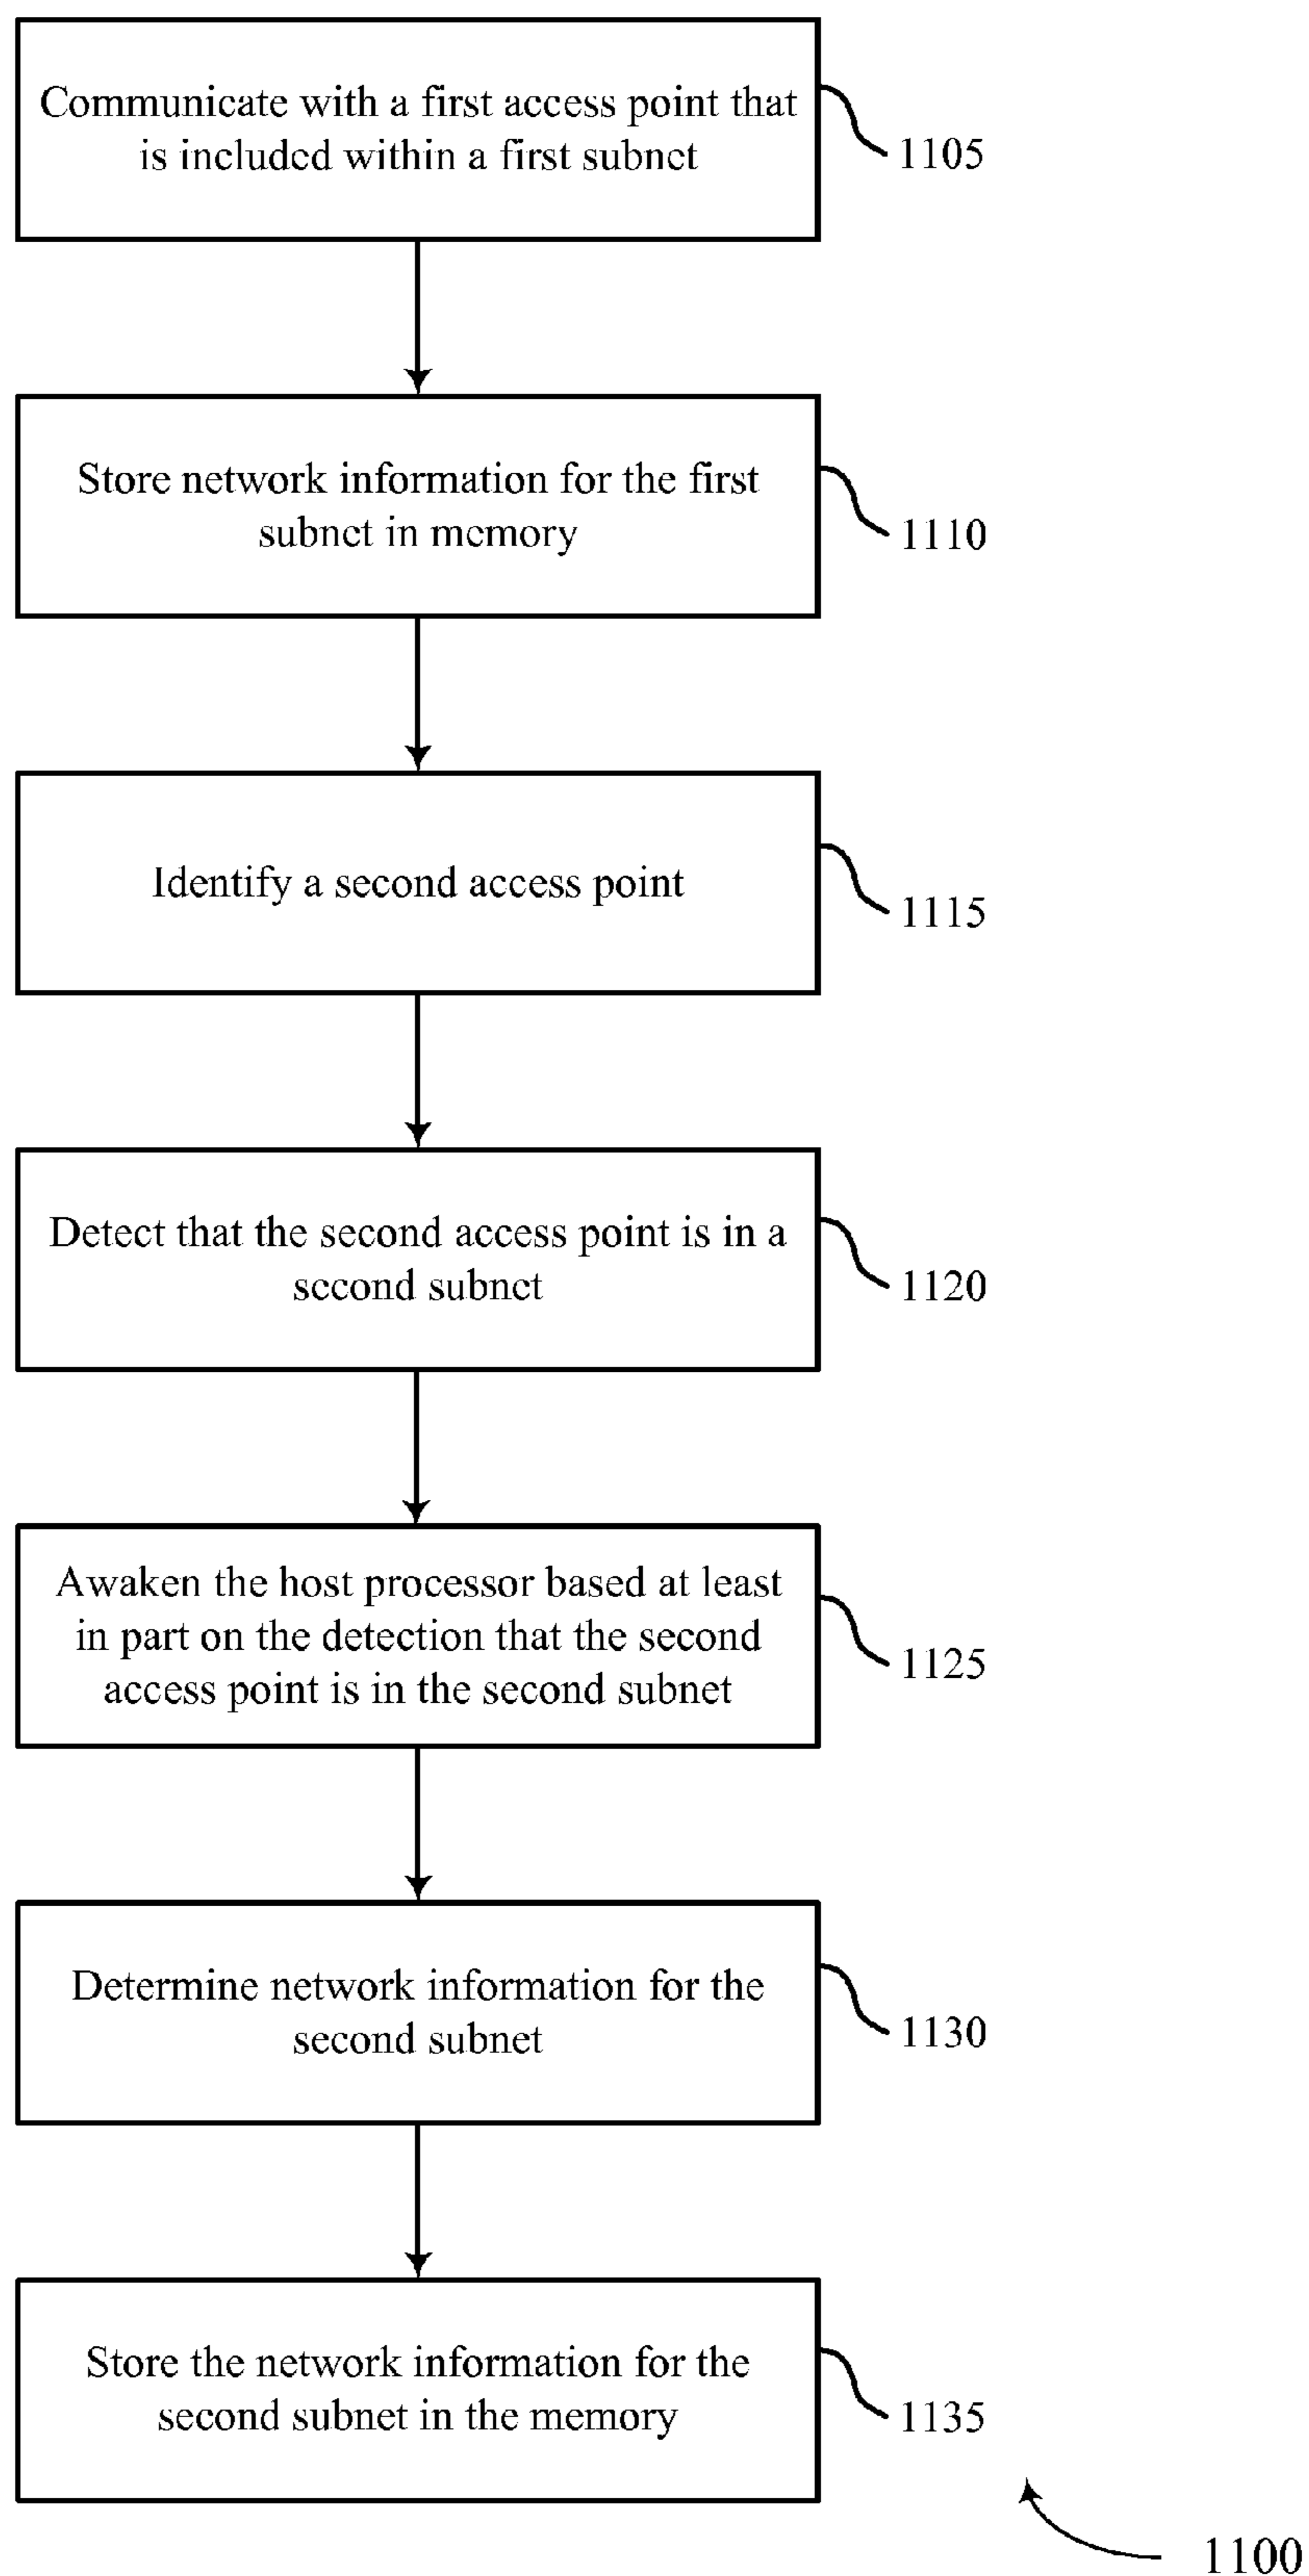 Communicate with a first access point that
is included within a first subnet
1105
Store network information for the first
subnet in memory
1110
Identify a second access point
1115
Detect that the second access point is in a
second subnet
1120
Awaken the host processor based at least
in part on the detection that the second
access point is in the second subnet
1125
Determine network information for the
second subnet
1130
Store the network information for the
second subnet in the memory
1135
1100